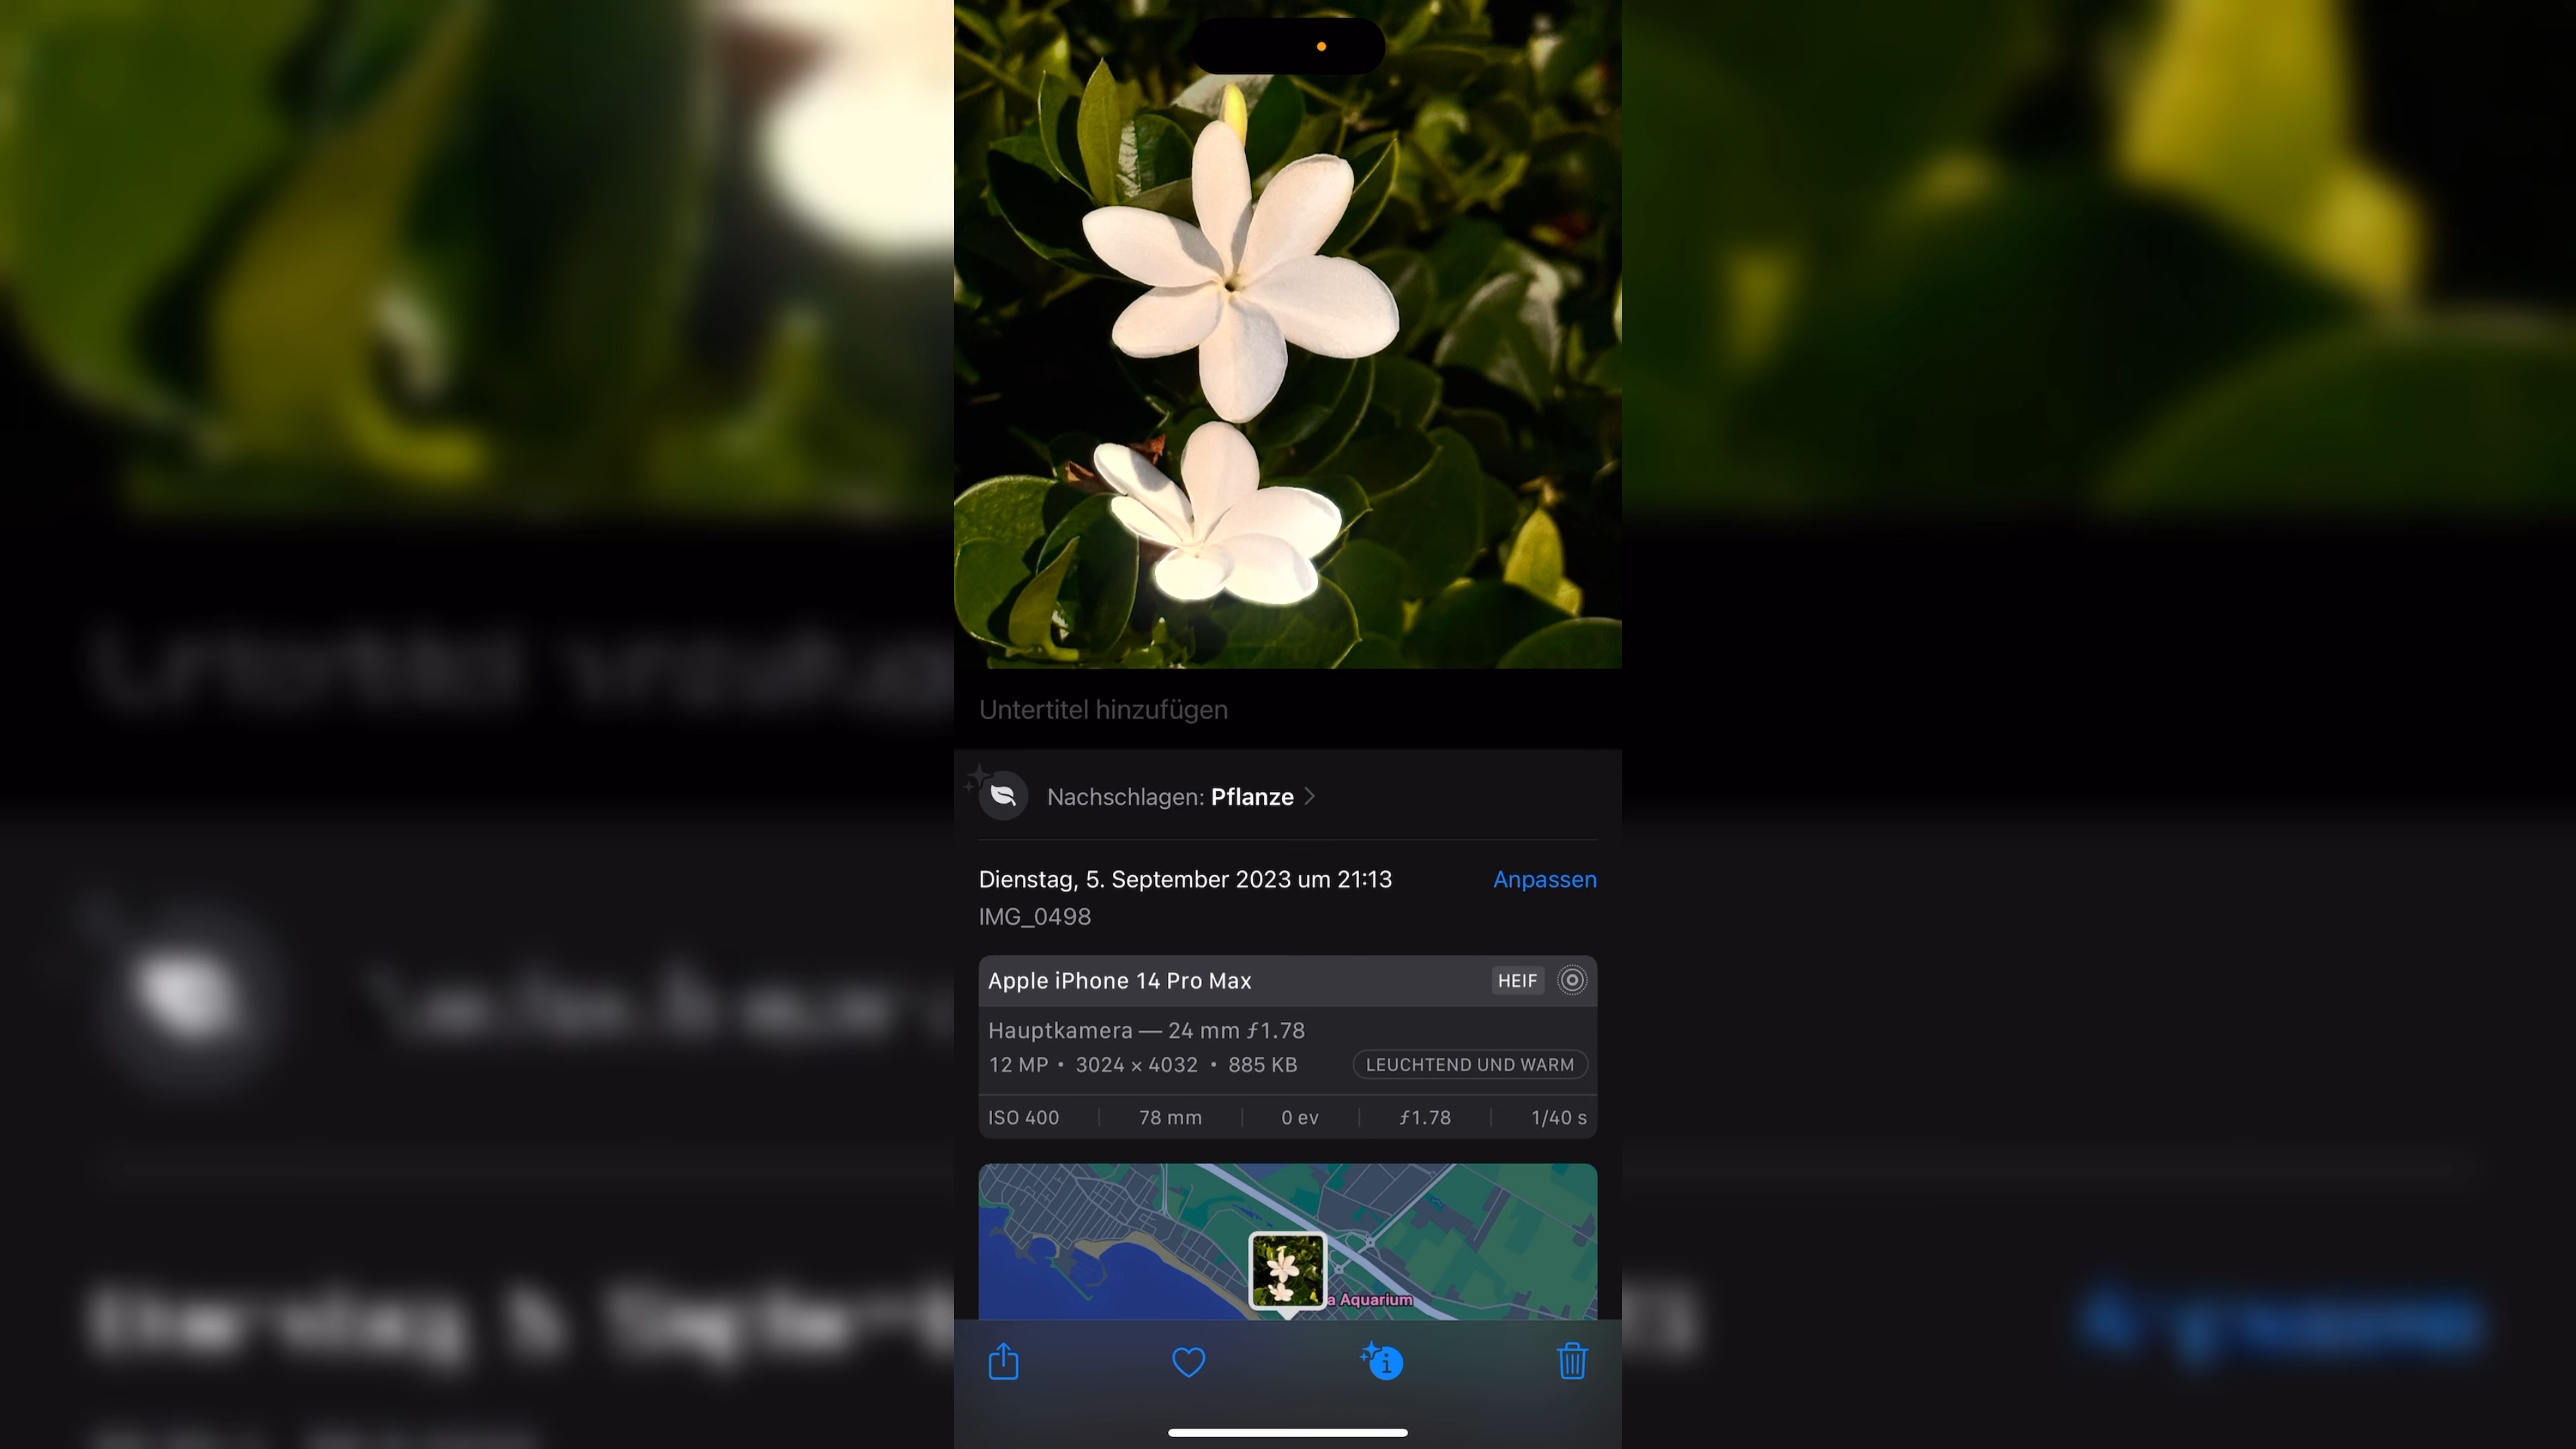 Untertitel hinzufügen
Nachschlagen: Pflanze
Dienstag, 5. September 2023 um 21:13
Anpassen
IMG_0498
Apple iPhone 14 Pro Max
HEIF
Hauptkamera — 24 mm ƒ1.78
12 MP • 3024 × 4032 • 885 KB
LEUCHTEND UND WARM
ISO 400 | 78 mm | 0 ev | ƒ1.78 | 1/40 s
a Aquarium